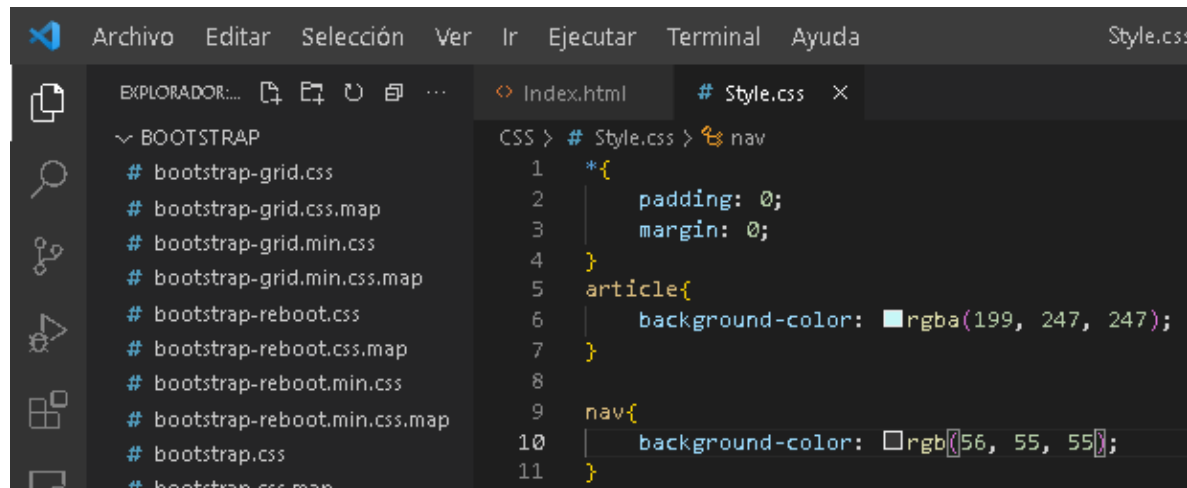 Archivo Editar Selección Ver Ir Ejecutar Terminal Ayuda Style.css
EXPLORADOR:... Index.html # Style.css
BOOTSTRAP
# bootstrap-grid.css
# bootstrap-grid.css.map
# bootstrap-grid.min.css
# bootstrap-grid.min.css.map
# bootstrap-reboot.css
# bootstrap-reboot.css.map
# bootstrap-reboot.min.css
# bootstrap-reboot.min.css.map
# bootstrap.css
# bootstrap.css.map
CSS > # Style.css > nav
1 *{
2 padding: 0;
3 margin: 0;
4 }
5 article{
6 background-color: rgba(199, 247, 247);
7 }
8
9 nav{
10 background-color: rgb(56, 55, 55);
11 }